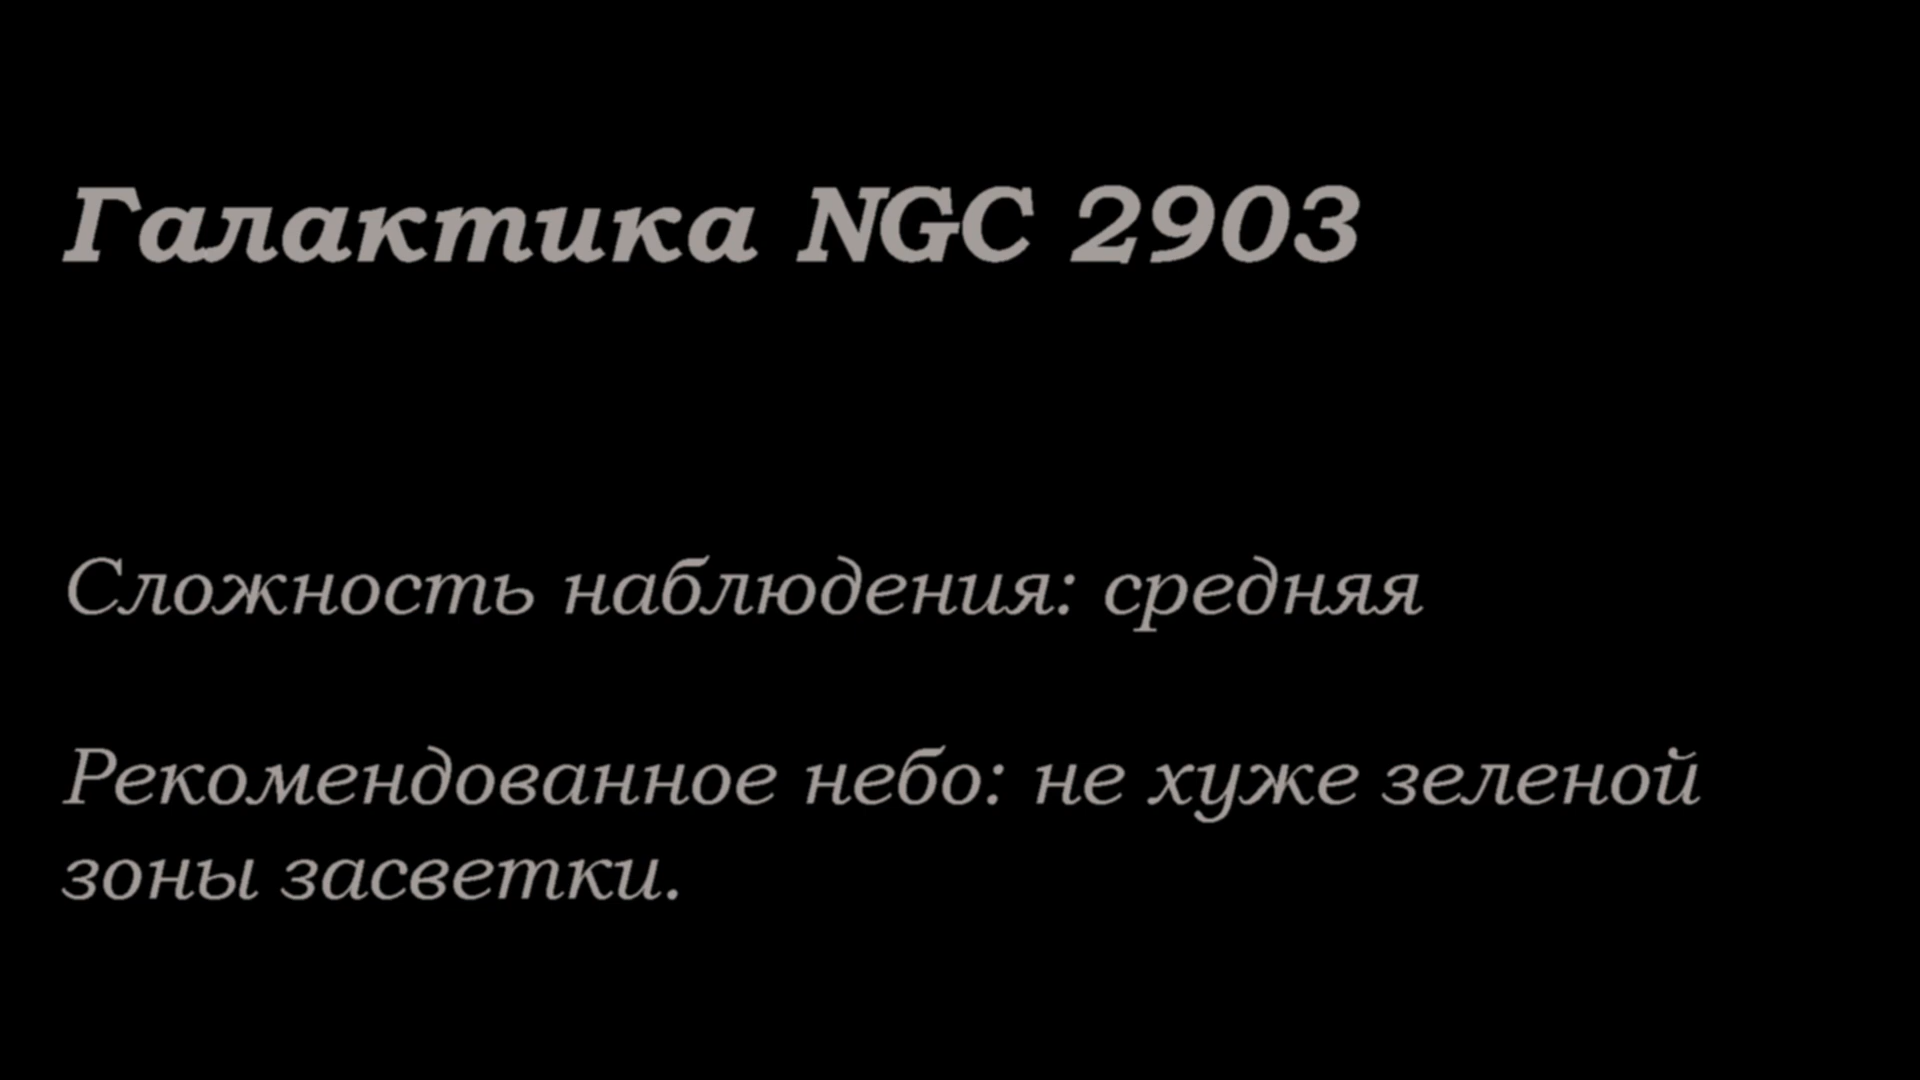 Галактика NGC 2903
Сложность наблюдения: средняя
Рекомендованное небо: не хуже зеленой
зоны засветки.